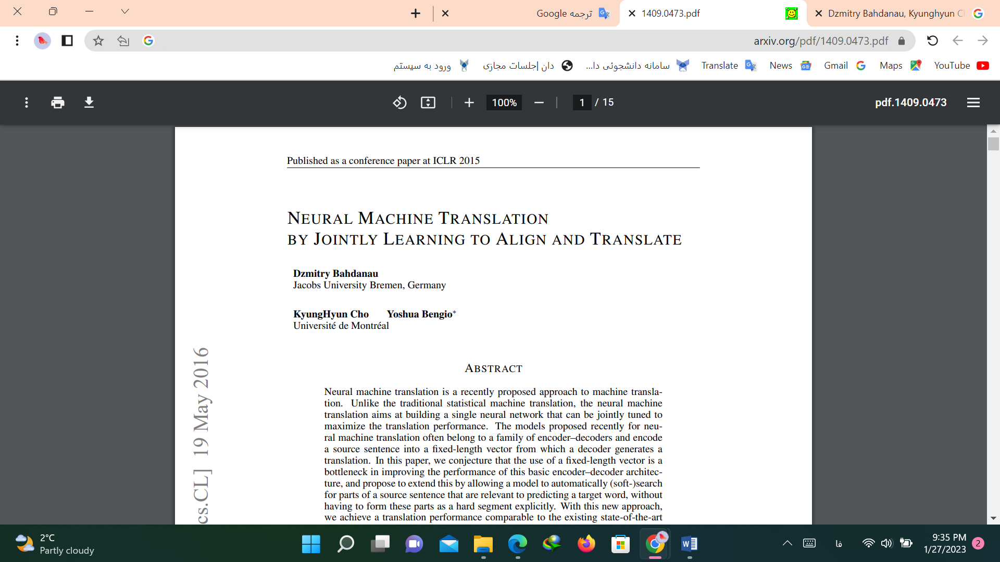 ترجمه Google
1409.0473.pdf
Dzmitry Bahdanau, Kyunghyun C
arxiv.org/pdf/1409.0473.pdf
ورود به سیستم
دان |جلسات مجازی
سامانه دانشجوئی دا...
Translate
News
Gmail
Maps
YouTube
100%
1 / 15
pdf.1409.0473
Published as a conference paper at ICLR 2015
NEURAL MACHINE TRANSLATION
BY JOINTLY LEARNING TO ALIGN AND TRANSLATE
Dzmitry Bahdanau
Jacobs University Bremen, Germany
KyungHyun Cho Yoshua Bengio*
Université de Montréal
cs.CL] 19 May 2016
ABSTRACT
Neural machine translation is a recently proposed approach to machine transla-
tion. Unlike the traditional statistical machine translation, the neural machine
translation aims at building a single neural network that can be jointly tuned to
maximize the translation performance. The models proposed recently for neu-
ral machine translation often belong to a family of encoder–decoders and encode
a source sentence into a fixed-length vector from which a decoder generates a
translation. In this paper, we conjecture that the use of a fixed-length vector is a
bottleneck in improving the performance of this basic encoder–decoder architec-
ture, and propose to extend this by allowing a model to automatically (soft-)search
for parts of a source sentence that are relevant to predicting a target word, without
having to form these parts as a hard segment explicitly. With this new approach,
we achieve a translation performance comparable to the existing state-of-the-art
2°C
Partly cloudy
فا
9:35 PM
1/27/2023
2